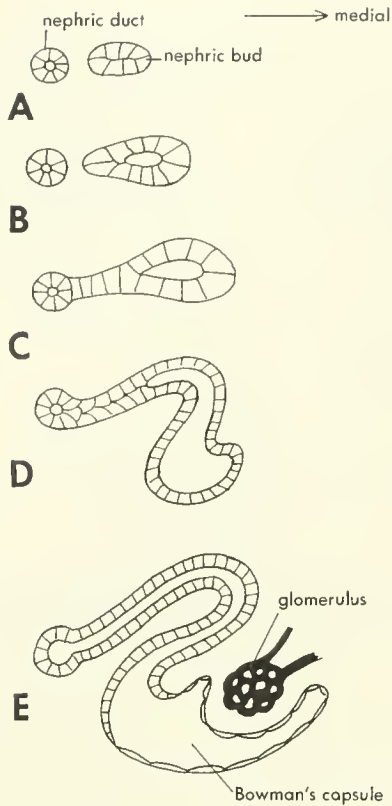 nephric duct
medial
nephric bud
A
B
C
D
glomerulus
E
Bowman's capsule